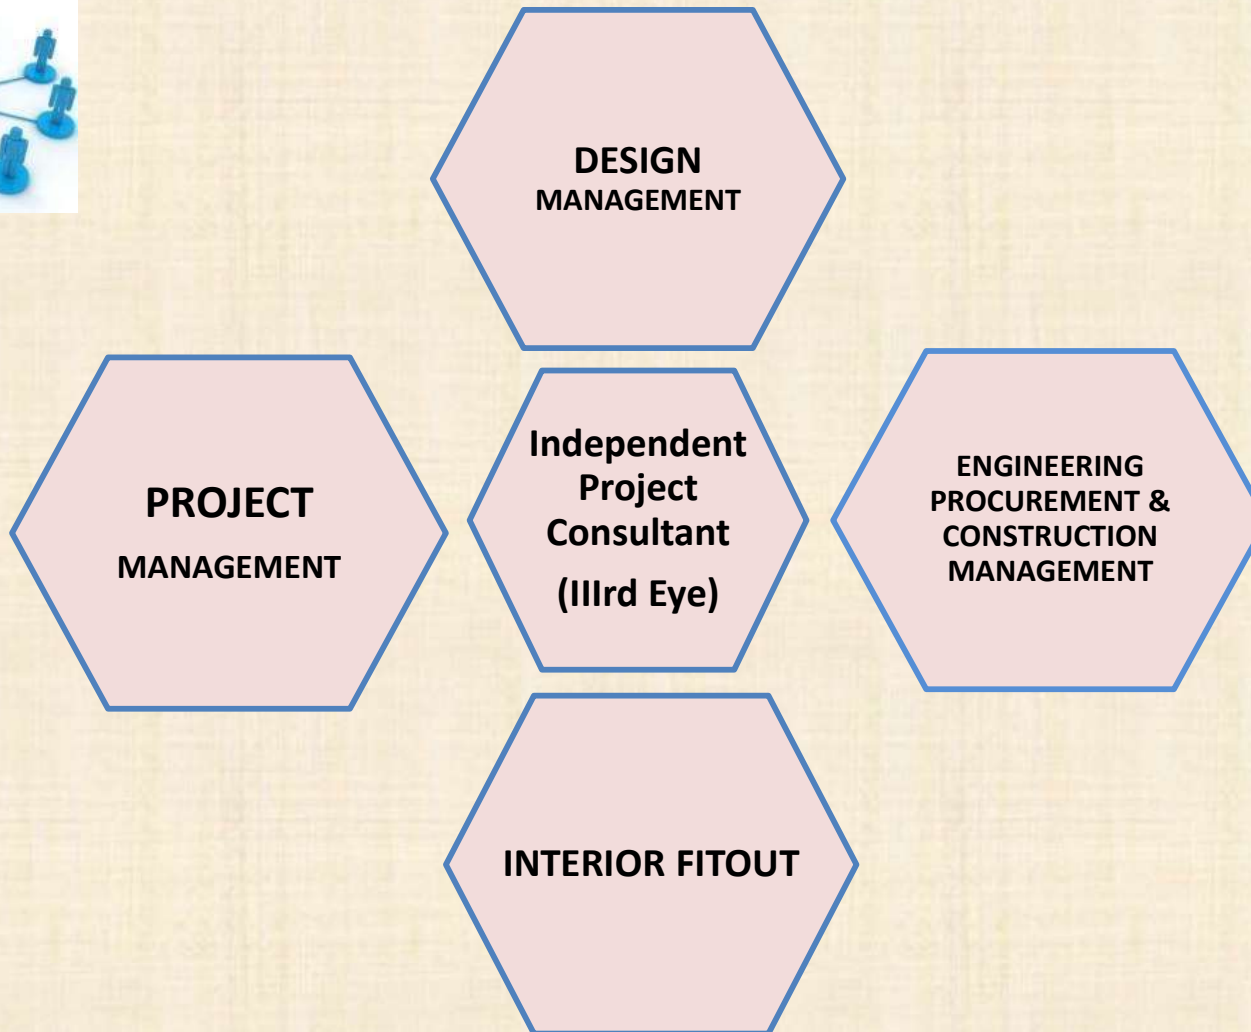 DESIGN
MANAGEMENT
PROJECT
MANAGEMENT
Independent
Project
Consultant
(IIIrd Eye)
ENGINEERING
PROCUREMENT &
CONSTRUCTION
MANAGEMENT
INTERIOR FITOUT